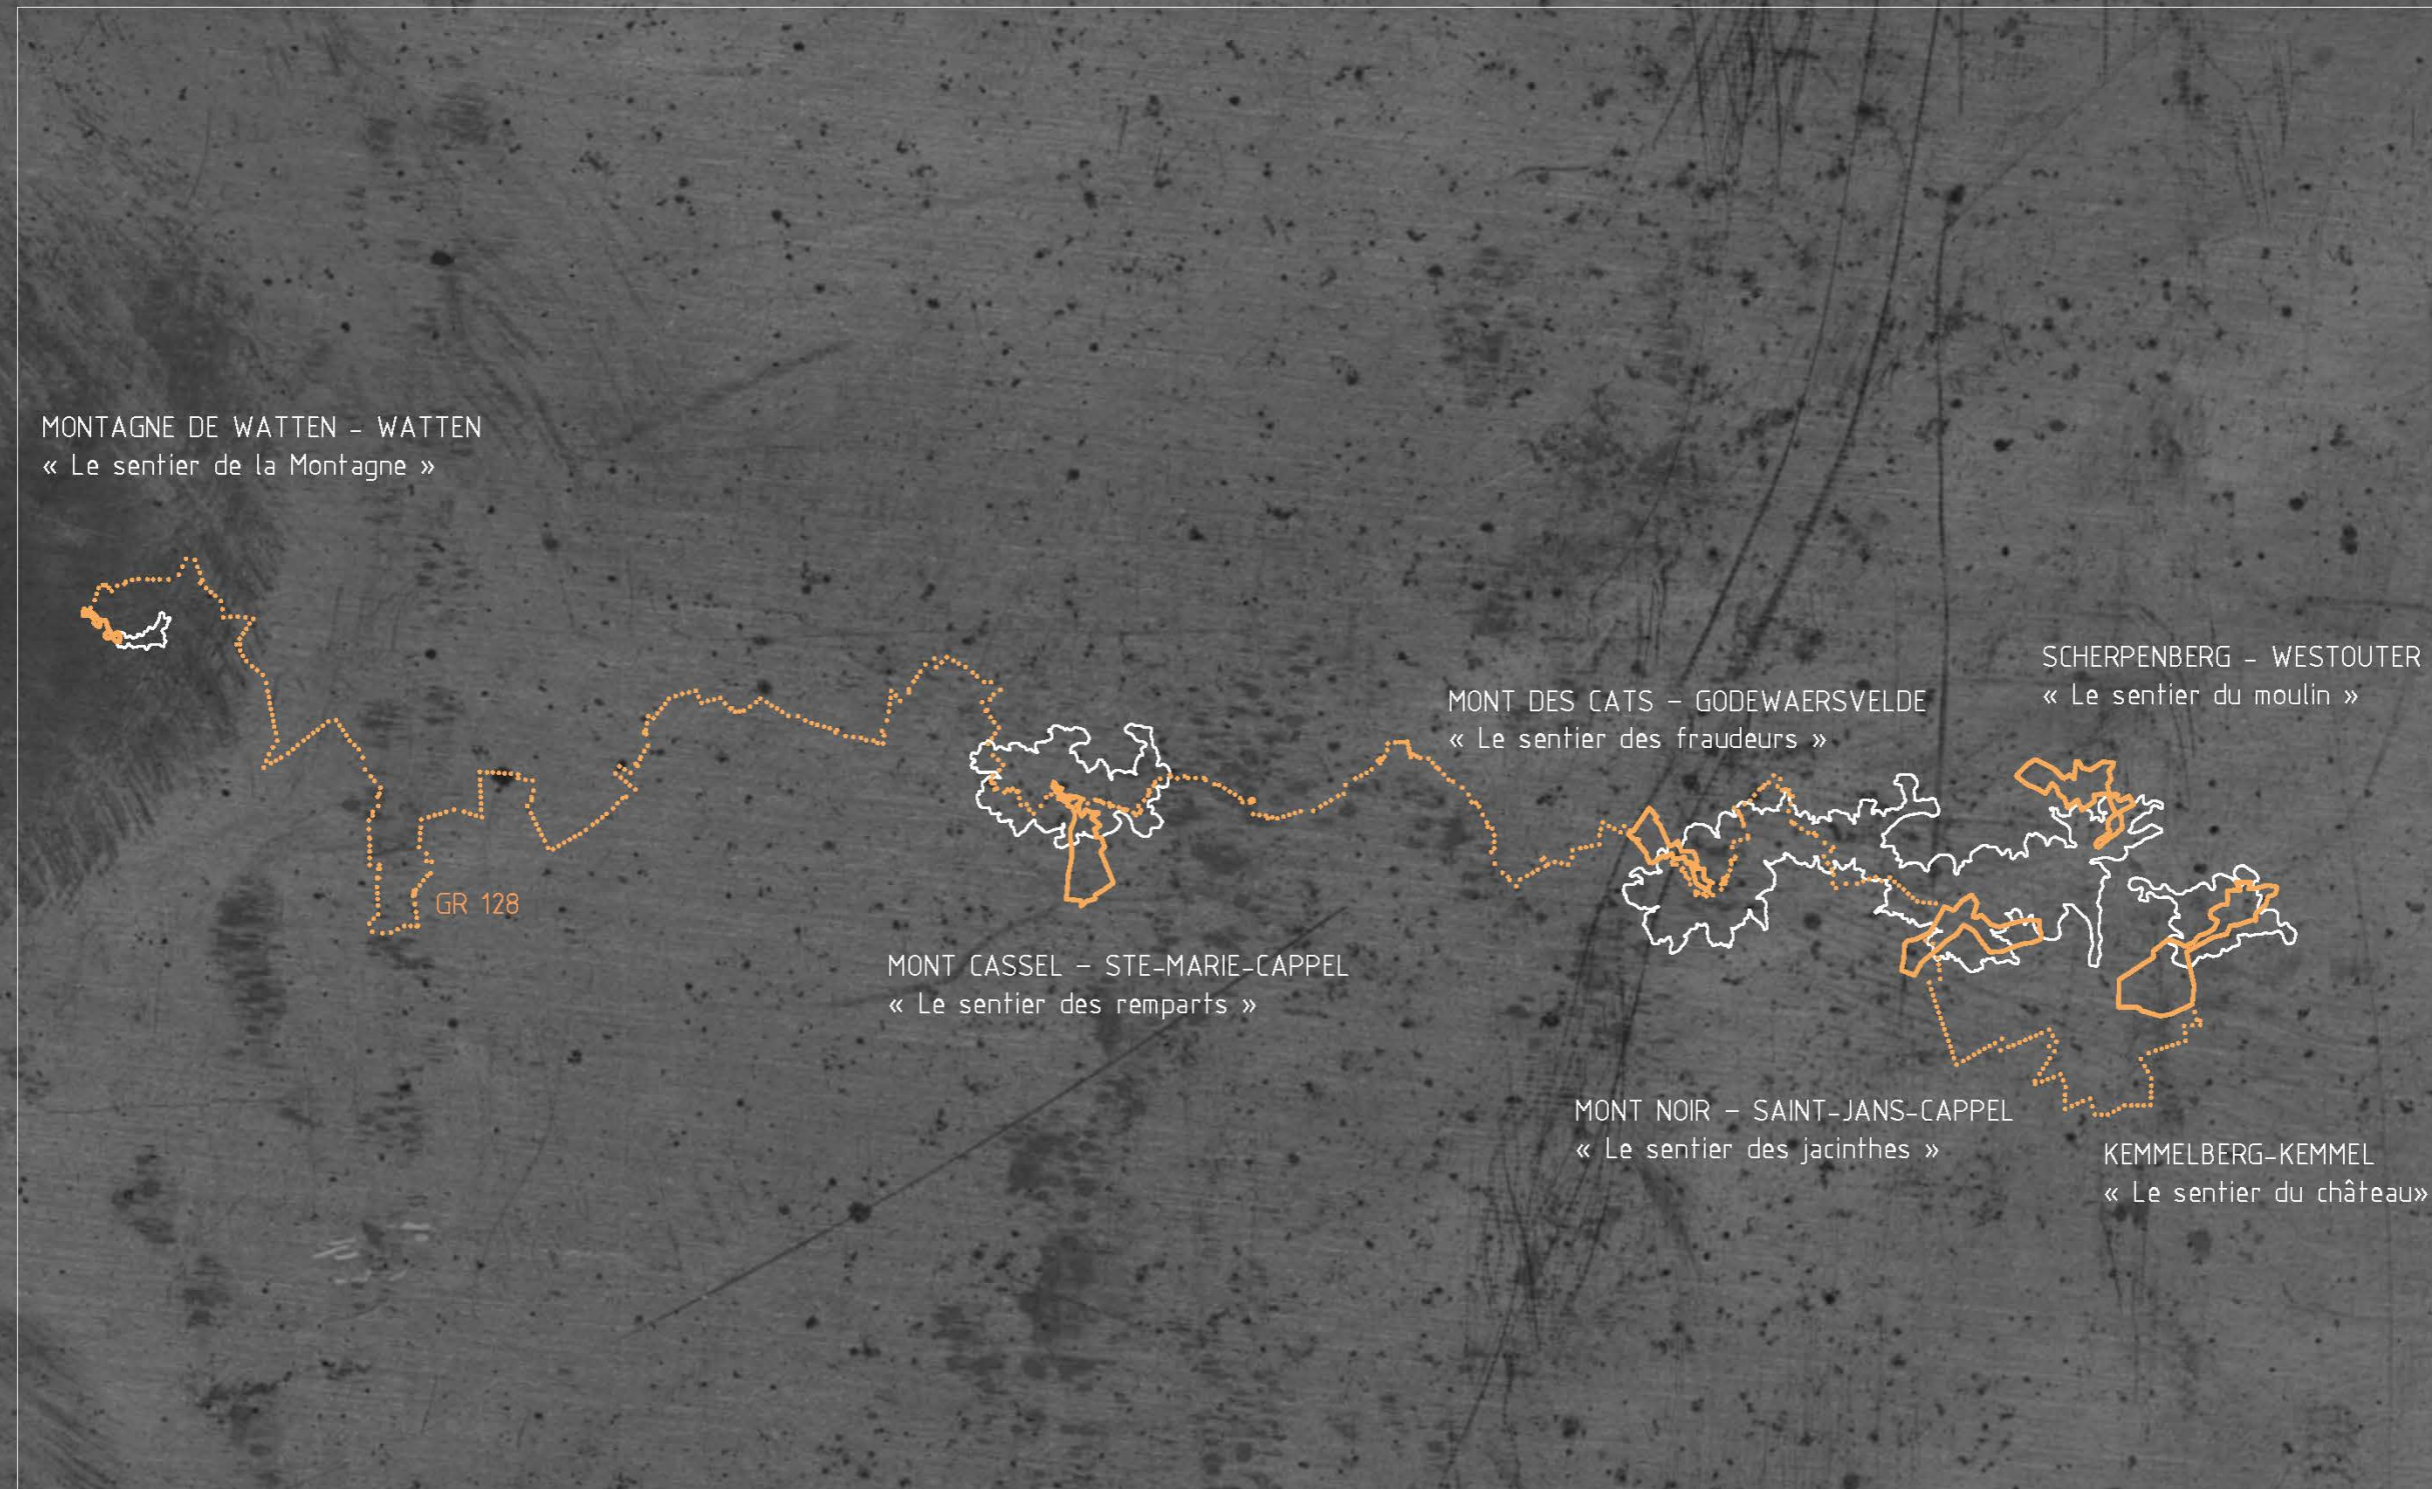 MONTAGNE DE WATTEN - WATTEN
« Le sentier de la Montagne »
SCHERPENBERG - WESTOUTER
« Le sentier du moulin »
MONT DES CATS - GODEWAERSVELDE
« Le sentier des fraudeurs »
GR 128
MONT CASSEL - STE-MARIE-CAPPEL
« Le sentier des remparts »
MONT NOIR - SAINT-JANS-CAPPEL
« Le sentier des jacinthes »
KEMMELBERG-KEMMEL
« Le sentier du château»